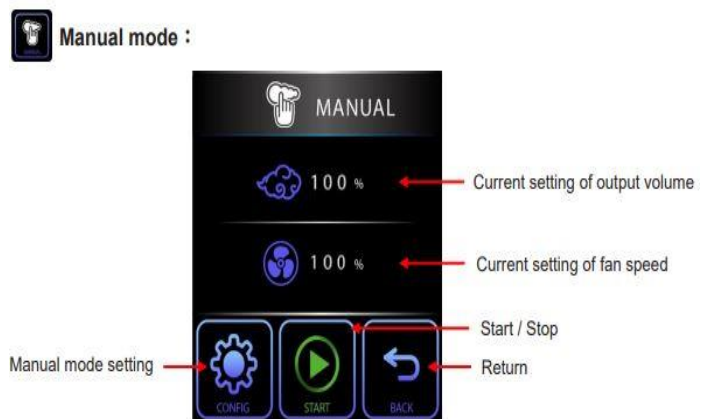 MANUAL
Manual mode：
MANUAL
100 %
Current setting of output volume
100 %
Current setting of fan speed
Start / Stop
Manual mode setting
Return
CONFIG
START
BACK